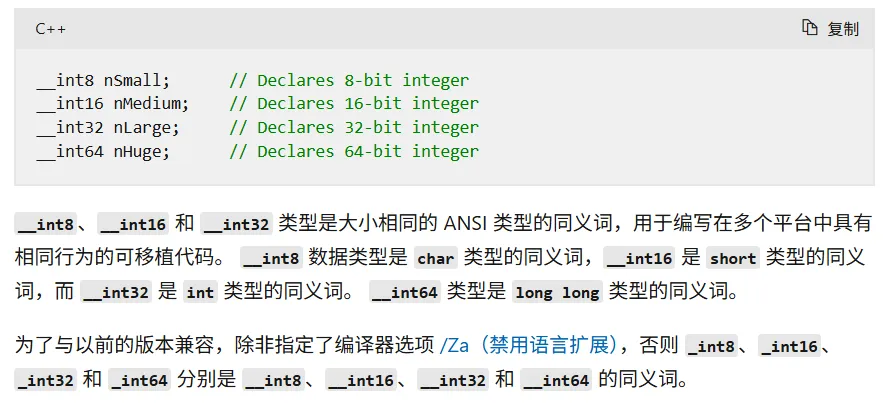 C++ 复制
__int8 nSmall;      // Declares 8-bit integer
__int16 nMedium;    // Declares 16-bit integer
__int32 nLarge;     // Declares 32-bit integer
__int64 nHuge;      // Declares 64-bit integer
__int8、__int16 和 __int32 类型是大小相同的 ANSI 类型的同义词，用于编写在多个平台中具有
相同行为的可移植代码。 __int8 数据类型是 char 类型的同义词，__int16 是 short 类型的同义
词，而 __int32 是 int 类型的同义词。 __int64 类型是 long long 类型的同义词。
为了与以前的版本兼容，除非指定了编译器选项 /Za（禁用语言扩展），否则 _int8、_int16、
_int32 和 _int64 分别是 __int8、__int16、__int32 和 __int64 的同义词。